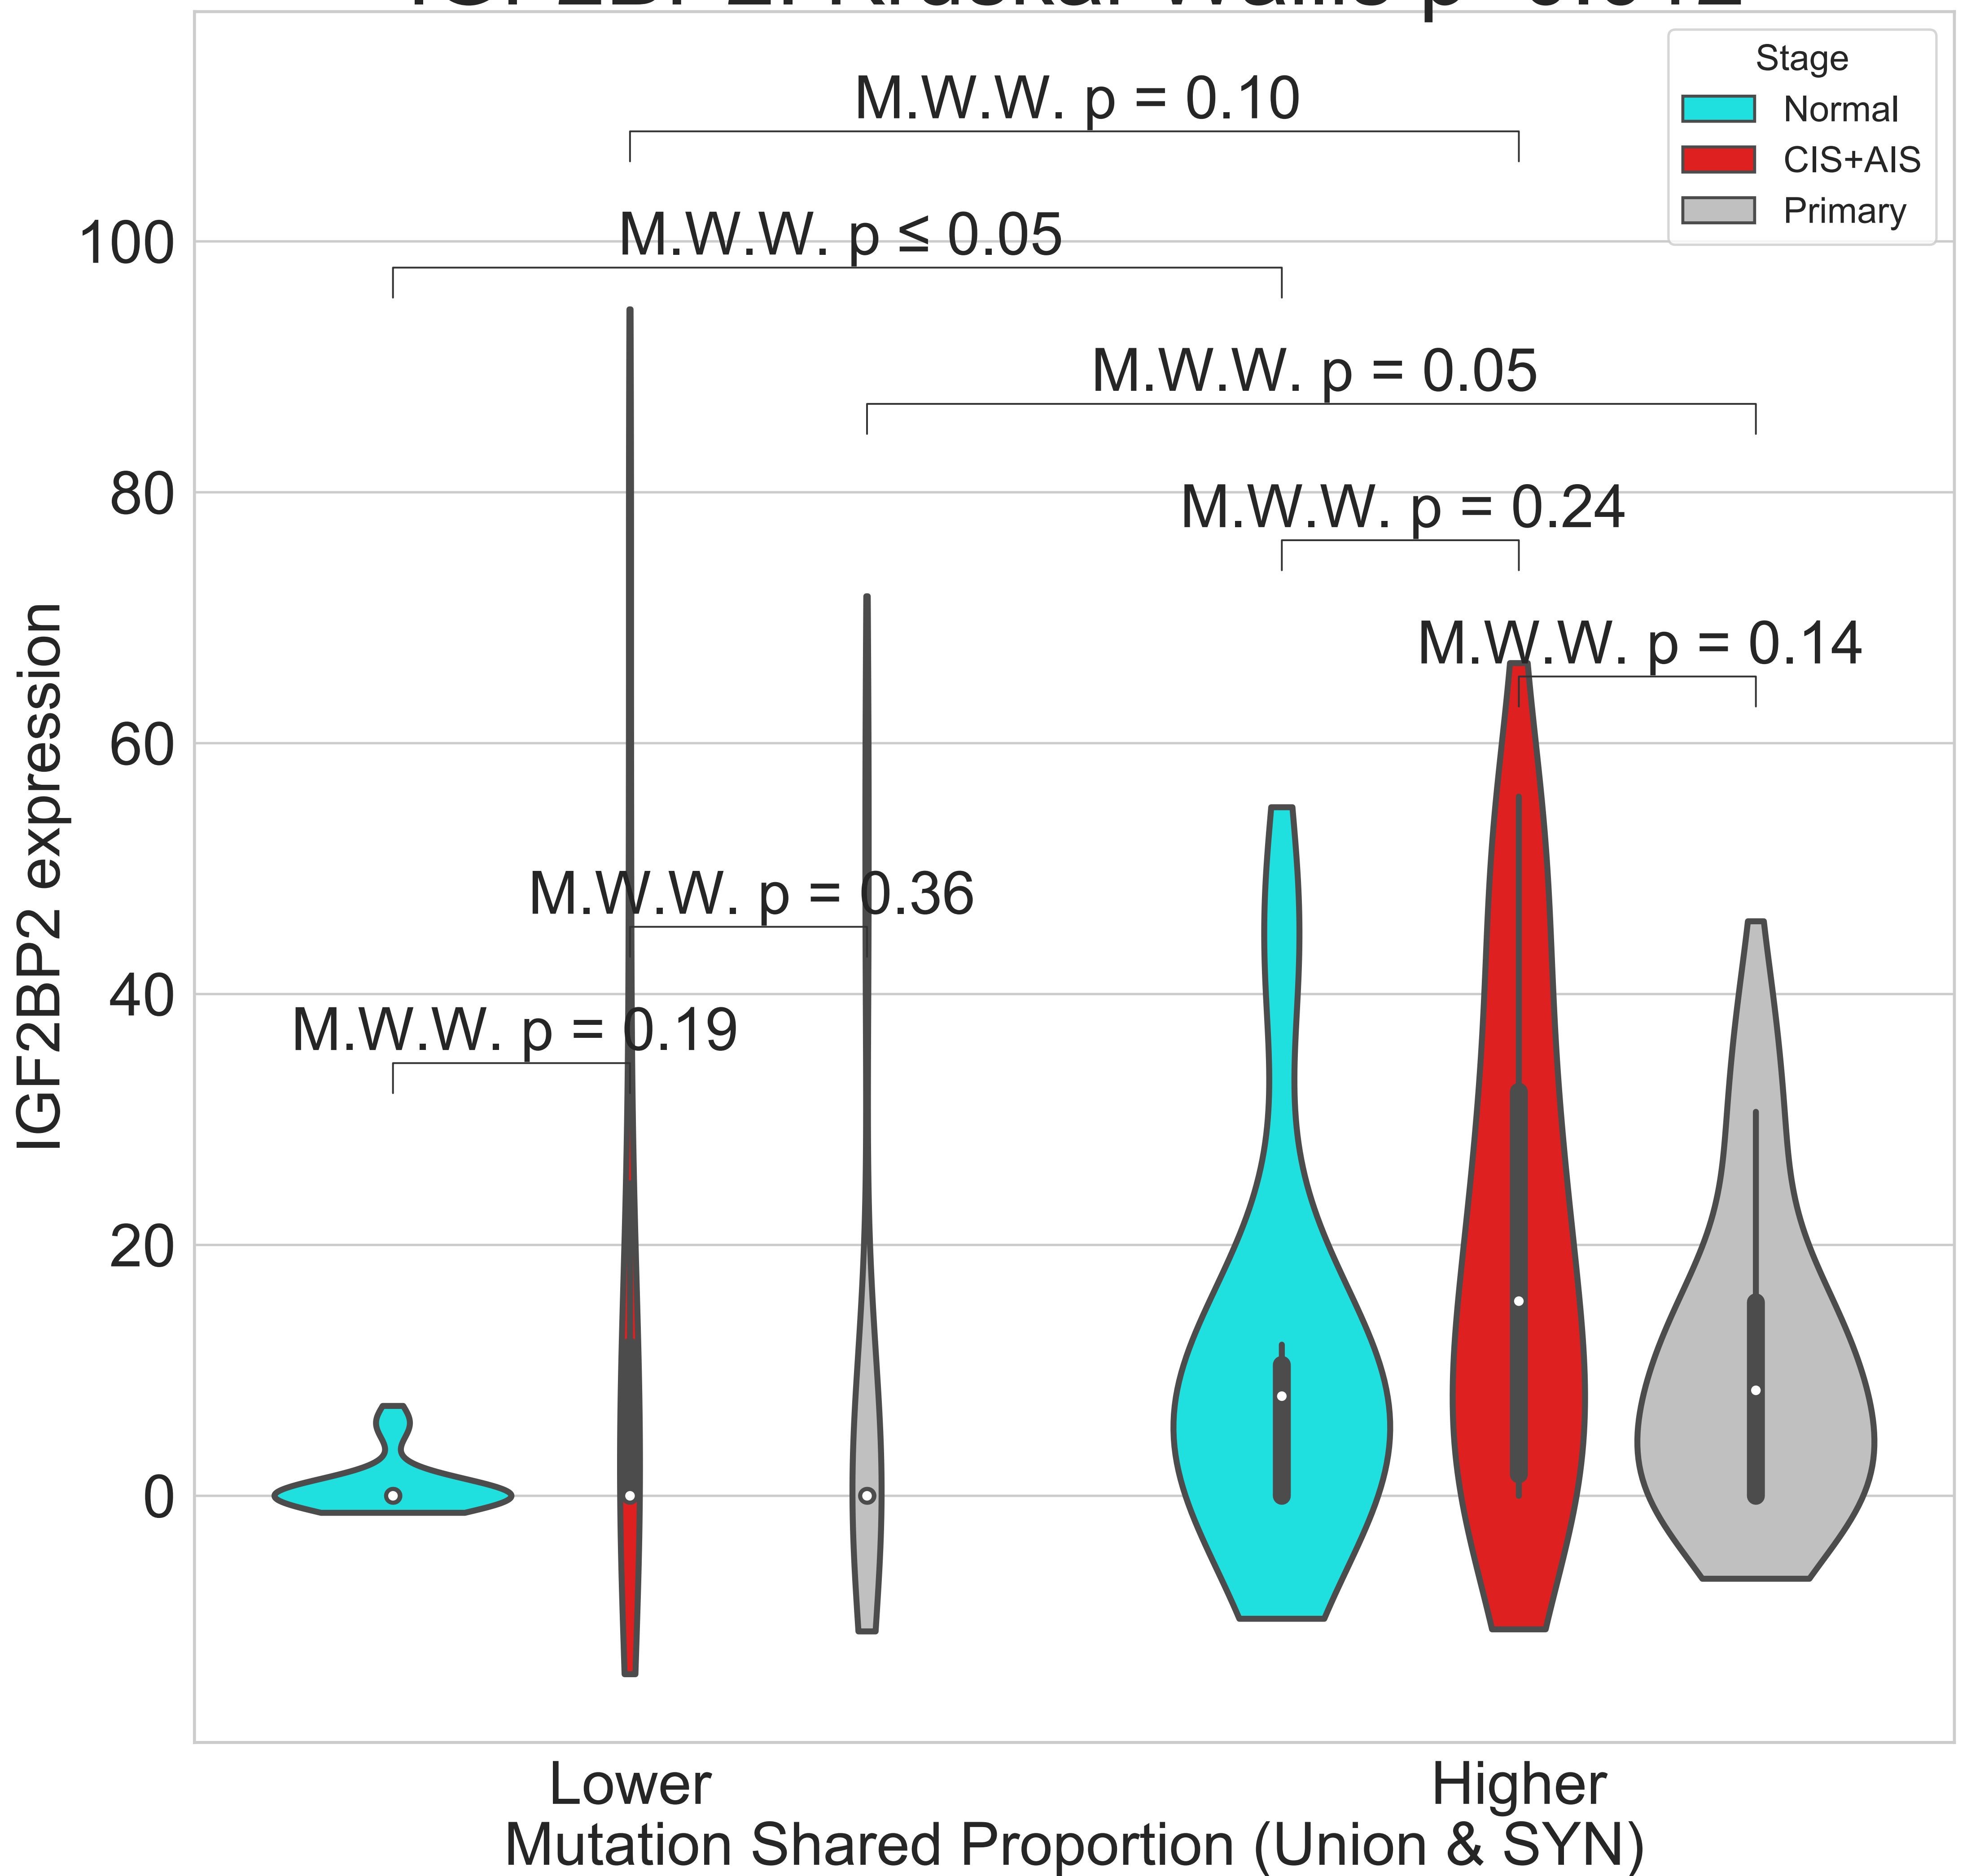 Stage
Normal
CIS+AIS
Primary
M.W.W. p = 0.10
M.W.W. p ≤ 0.05
M.W.W. p = 0.05
M.W.W. p = 0.24
M.W.W. p = 0.14
M.W.W. p = 0.36
M.W.W. p = 0.19
100
80
60
40
20
0
IGF2BP2 expression
Lower
Higher
Mutation Shared Proportion (Union & SYN)